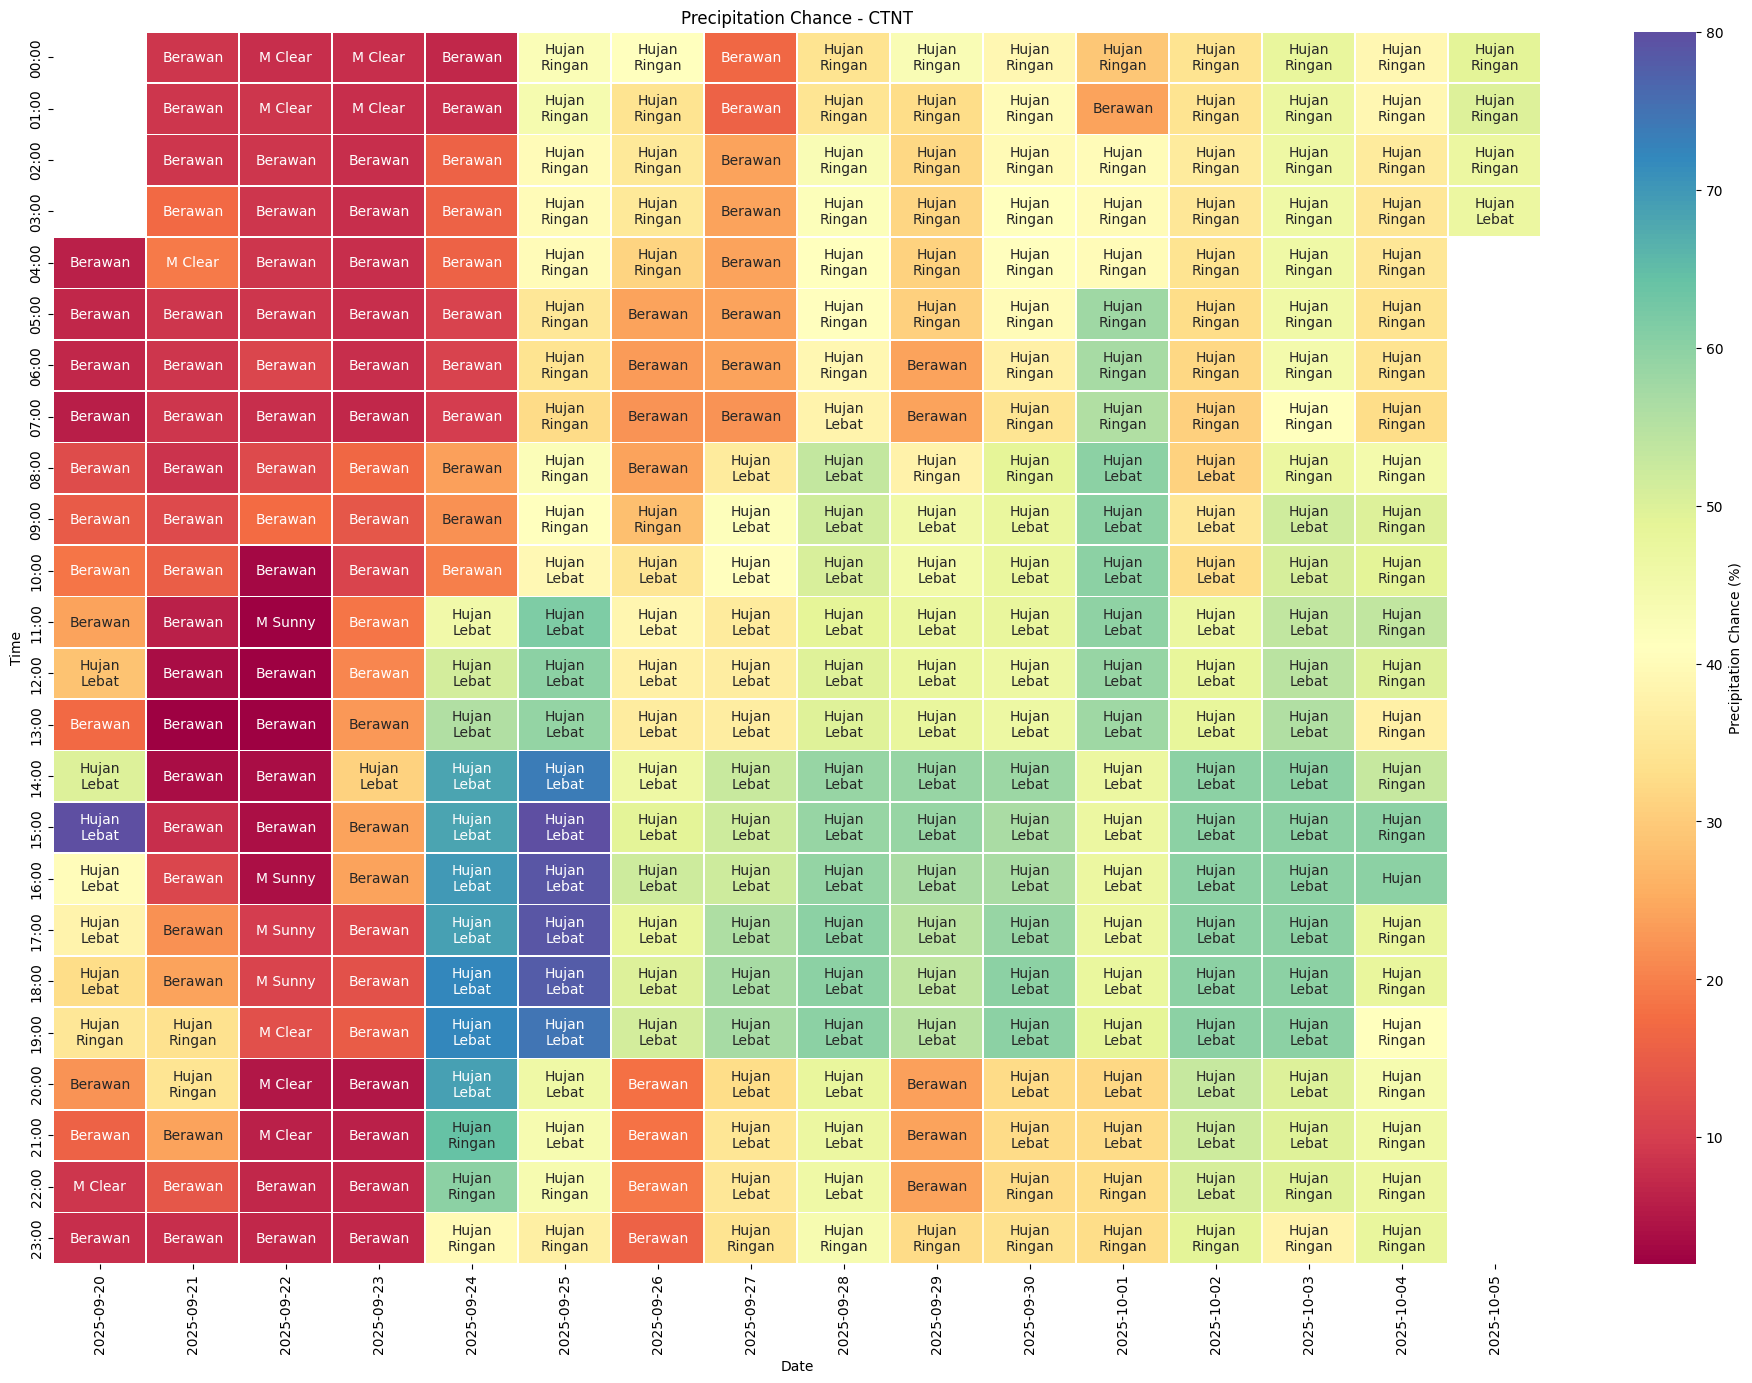 Precipitation Chance - CTNT
00:00 Berawan M Clear M Clear Berawan Hujan Ringan Hujan Ringan Berawan Hujan Ringan Hujan Ringan Hujan Ringan Hujan Ringan Hujan Ringan Hujan Ringan Hujan Ringan Hujan Ringan
01:00 Berawan M Clear M Clear Berawan Hujan Ringan Hujan Ringan Berawan Hujan Ringan Hujan Ringan Hujan Ringan Berawan Hujan Ringan Hujan Ringan Hujan Ringan Hujan Ringan
02:00 Berawan Berawan Berawan Berawan Hujan Ringan Hujan Ringan Berawan Hujan Ringan Hujan Ringan Hujan Ringan Hujan Ringan Hujan Ringan Hujan Ringan Hujan Ringan Hujan Ringan
03:00 Berawan Berawan Berawan Berawan Hujan Ringan Hujan Ringan Berawan Hujan Ringan Hujan Ringan Hujan Ringan Hujan Ringan Hujan Ringan Hujan Ringan Hujan Ringan Hujan Lebat
04:00 Berawan M Clear Berawan Berawan Berawan Hujan Ringan Hujan Ringan Berawan Hujan Ringan Hujan Ringan Hujan Ringan Hujan Ringan Hujan Ringan Hujan Ringan Hujan Ringan
05:00 Berawan Berawan Berawan Berawan Berawan Hujan Ringan Berawan Berawan Hujan Ringan Hujan Ringan Hujan Ringan Hujan Ringan Hujan Ringan Hujan Ringan Hujan Ringan
06:00 Berawan Berawan Berawan Berawan Berawan Hujan Ringan Berawan Berawan Hujan Ringan Berawan Hujan Ringan Hujan Ringan Hujan Ringan Hujan Ringan Hujan Ringan
07:00 Berawan Berawan Berawan Berawan Berawan Hujan Ringan Berawan Berawan Hujan Lebat Berawan Hujan Ringan Hujan Ringan Hujan Ringan Hujan Ringan Hujan Ringan
08:00 Berawan Berawan Berawan Berawan Berawan Hujan Ringan Berawan Hujan Lebat Hujan Lebat Hujan Ringan Hujan Ringan Hujan Lebat Hujan Lebat Hujan Ringan Hujan Ringan
09:00 Berawan Berawan Berawan Berawan Berawan Hujan Ringan Hujan Ringan Hujan Lebat Hujan Lebat Hujan Lebat Hujan Lebat Hujan Lebat Hujan Lebat Hujan Lebat Hujan Ringan
10:00 Berawan Berawan Berawan Berawan Berawan Hujan Lebat Hujan Lebat Hujan Lebat Hujan Lebat Hujan Lebat Hujan Lebat Hujan Lebat Hujan Lebat Hujan Lebat Hujan Ringan
11:00 Berawan Berawan M Sunny Berawan Hujan Lebat Hujan Lebat Hujan Lebat Hujan Lebat Hujan Lebat Hujan Lebat Hujan Lebat Hujan Lebat Hujan Lebat Hujan Lebat Hujan Ringan
12:00 Hujan Lebat Berawan Berawan Berawan Hujan Lebat Hujan Lebat Hujan Lebat Hujan Lebat Hujan Lebat Hujan Lebat Hujan Lebat Hujan Lebat Hujan Lebat Hujan Lebat Hujan Ringan
13:00 Berawan Berawan Berawan Berawan Hujan Lebat Hujan Lebat Hujan Lebat Hujan Lebat Hujan Lebat Hujan Lebat Hujan Lebat Hujan Lebat Hujan Lebat Hujan Lebat Hujan Ringan
14:00 Hujan Lebat Berawan Berawan Hujan Lebat Hujan Lebat Hujan Lebat Hujan Lebat Hujan Lebat Hujan Lebat Hujan Lebat Hujan Lebat Hujan Lebat Hujan Lebat Hujan Lebat Hujan Ringan
15:00 Hujan Lebat Berawan Berawan Berawan Hujan Lebat Hujan Lebat Hujan Lebat Hujan Lebat Hujan Lebat Hujan Lebat Hujan Lebat Hujan Lebat Hujan Lebat Hujan Lebat Hujan Ringan
16:00 Hujan Lebat Berawan M Sunny Berawan Hujan Lebat Hujan Lebat Hujan Lebat Hujan Lebat Hujan Lebat Hujan Lebat Hujan Lebat Hujan Lebat Hujan Lebat Hujan Lebat Hujan
17:00 Hujan Lebat Berawan M Sunny Berawan Hujan Lebat Hujan Lebat Hujan Lebat Hujan Lebat Hujan Lebat Hujan Lebat Hujan Lebat Hujan Lebat Hujan Lebat Hujan Lebat Hujan Ringan
18:00 Hujan Lebat Berawan M Sunny Berawan Hujan Lebat Hujan Lebat Hujan Lebat Hujan Lebat Hujan Lebat Hujan Lebat Hujan Lebat Hujan Lebat Hujan Lebat Hujan Lebat Hujan Ringan
19:00 Hujan Ringan Hujan Ringan M Clear Berawan Hujan Lebat Hujan Lebat Hujan Lebat Hujan Lebat Hujan Lebat Hujan Lebat Hujan Lebat Hujan Lebat Hujan Lebat Hujan Lebat Hujan Ringan
20:00 Berawan Hujan Ringan M Clear Berawan Hujan Lebat Hujan Lebat Berawan Hujan Lebat Hujan Lebat Berawan Hujan Lebat Hujan Lebat Hujan Lebat Hujan Lebat Hujan Ringan
21:00 Berawan Berawan M Clear Berawan Hujan Ringan Hujan Lebat Berawan Hujan Lebat Hujan Lebat Berawan Hujan Lebat Hujan Lebat Hujan Lebat Hujan Lebat Hujan Ringan
22:00 M Clear Berawan Berawan Berawan Hujan Ringan Hujan Ringan Berawan Hujan Lebat Hujan Lebat Berawan Hujan Ringan Hujan Ringan Hujan Lebat Hujan Ringan Hujan Ringan
23:00 Berawan Berawan Berawan Berawan Hujan Ringan Hujan Ringan Berawan Hujan Ringan Hujan Ringan Hujan Ringan Hujan Ringan Hujan Ringan Hujan Ringan Hujan Ringan Hujan Ringan
Time
2025-09-20 2025-09-21 2025-09-22 2025-09-23 2025-09-24 2025-09-25 2025-09-26 2025-09-27 2025-09-28 2025-09-29 2025-09-30 2025-10-01 2025-10-02 2025-10-03 2025-10-04 2025-10-05
Date
80
70
60
50
40
30
20
10
Precipitation Chance (%)